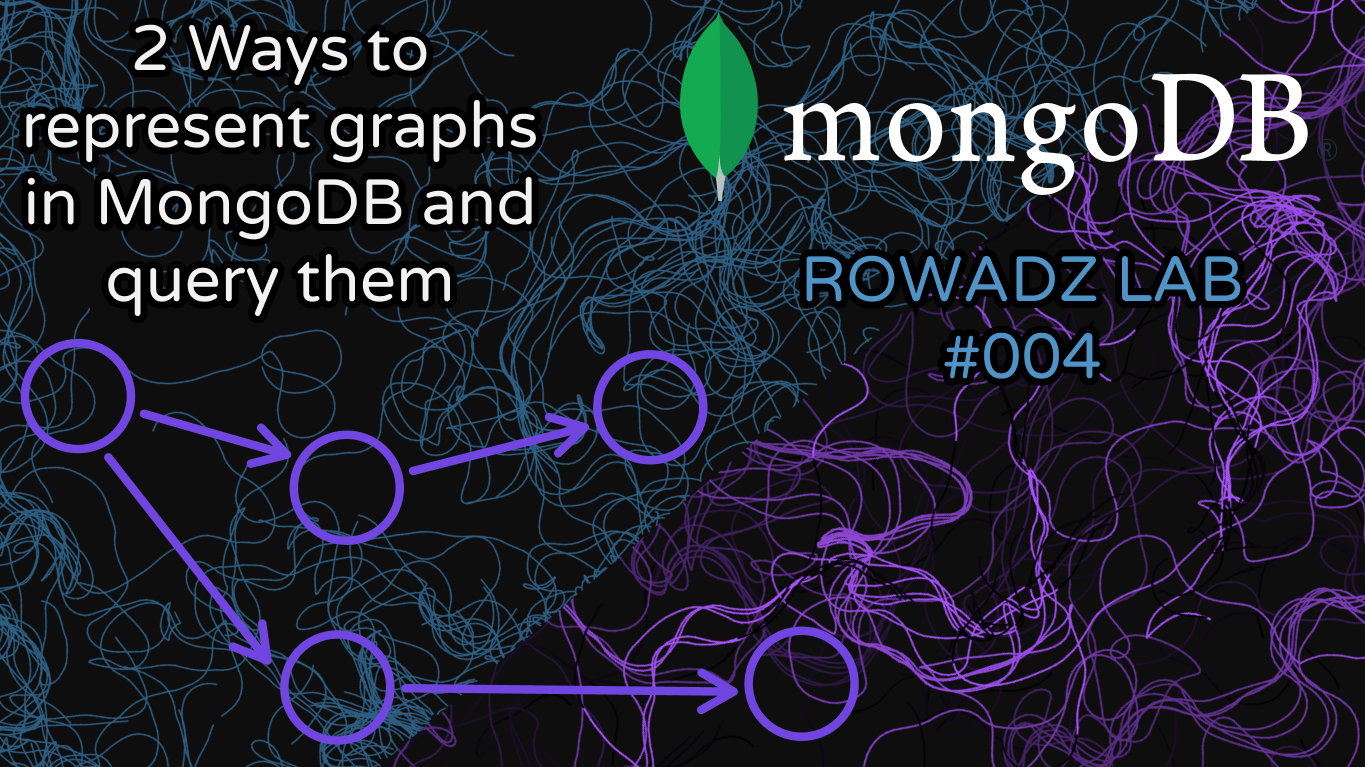 2 Ways to
represent graphs
in MongoDB and
query them
mongoDB®
ROWADZ LAB
#004